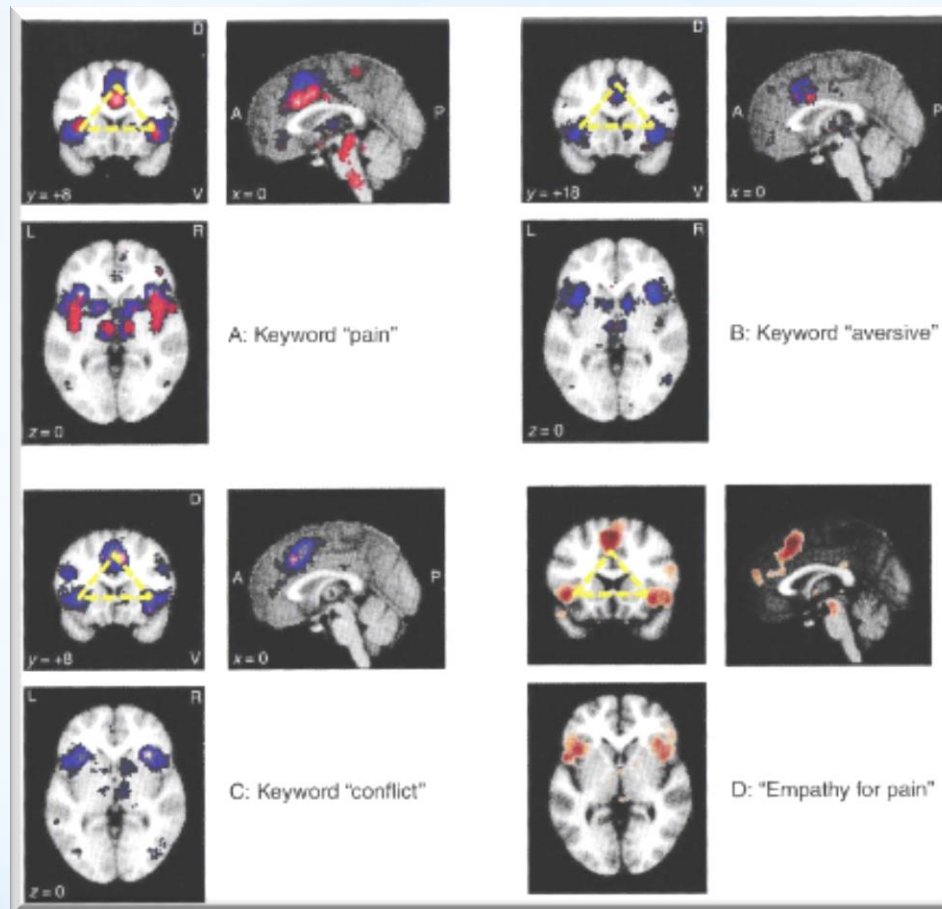 D
A
P
y = +8
V
x = 0
L
R
z = 0
A: Keyword "pain"
D
A
P
y = +18
V
x = 0
L
R
z = 0
B: Keyword "aversive"
D
A
P
y = +8
V
x = 0
L
R
z = 0
C: Keyword "conflict"
D: "Empathy for pain"